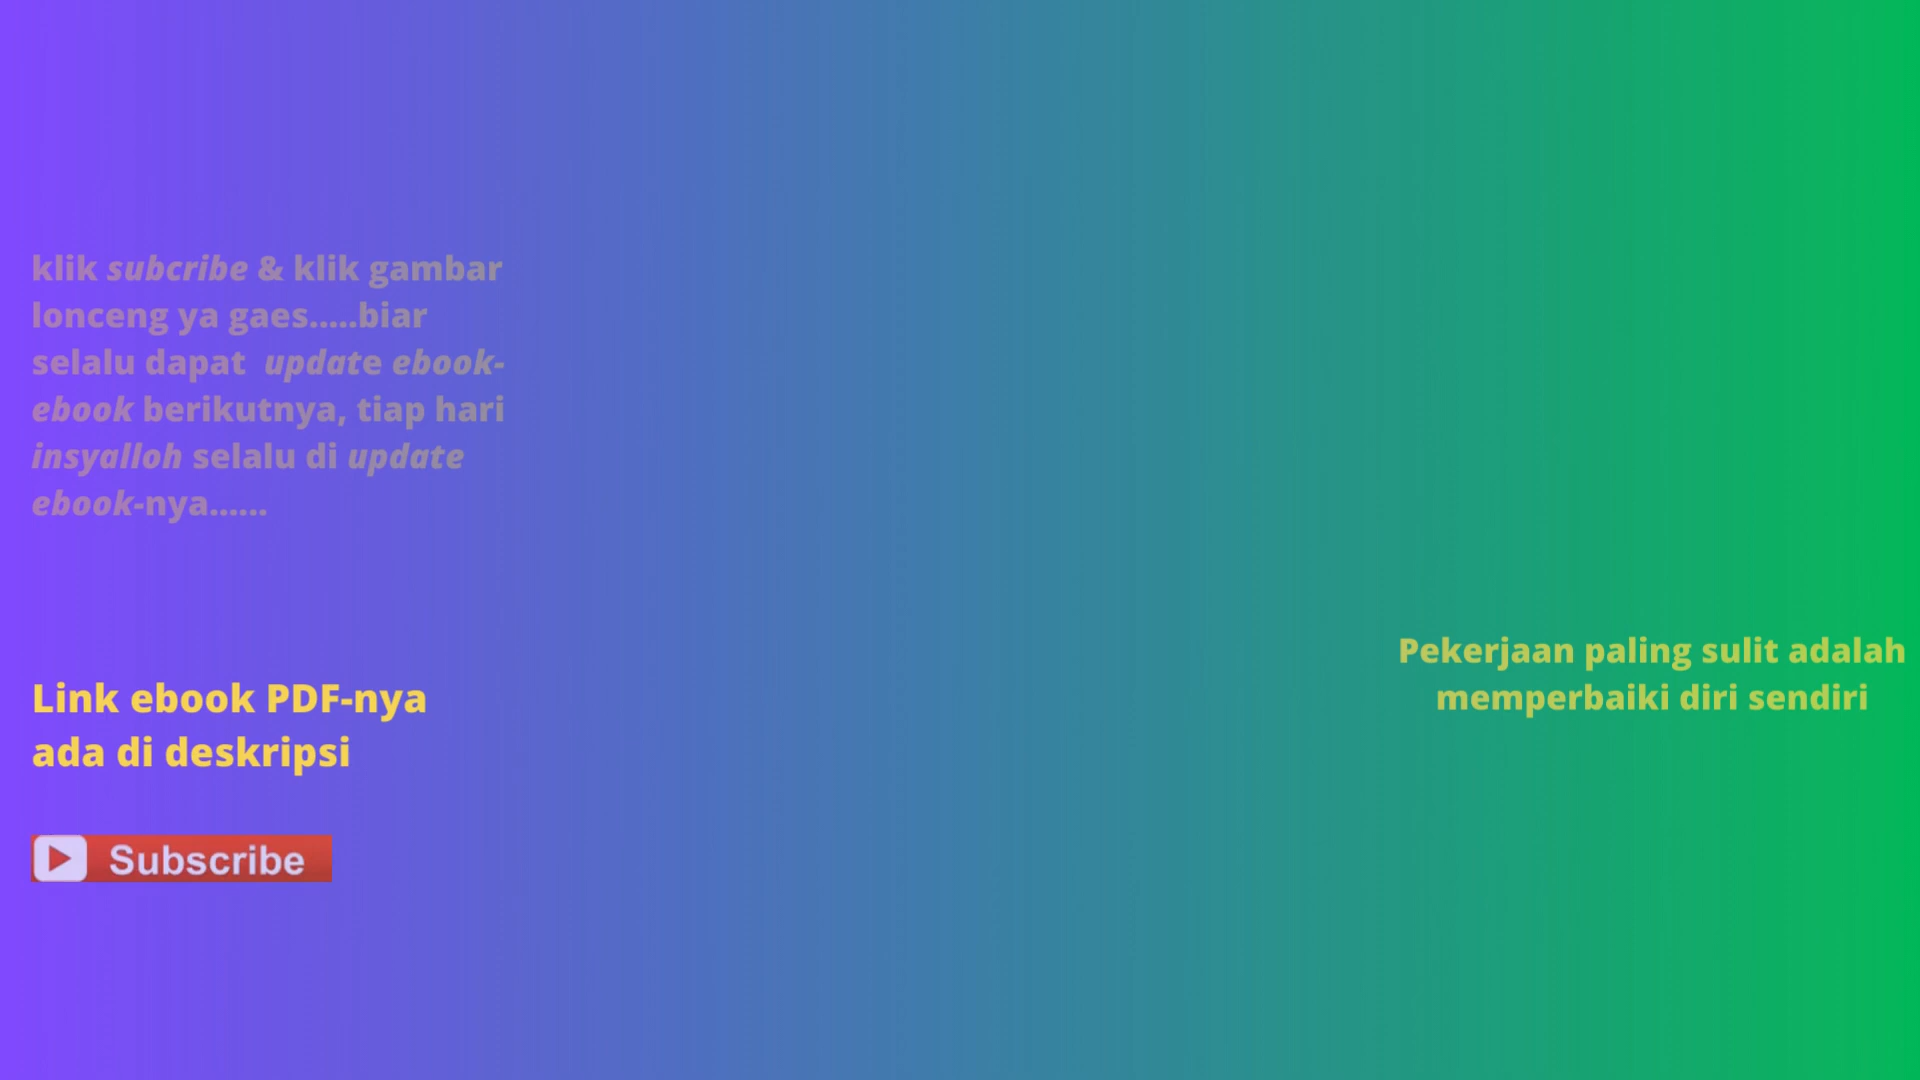 klik subcribe & klik gambar
lonceng ya gaes.....biar
selalu dapat update ebook-
ebook berikutnya, tiap hari
insyalloh selalu di update
ebook-nya......
Link ebook PDF-nya
ada di deskripsi
Subscribe
Pekerjaan paling sulit adalah
memperbaiki diri sendiri